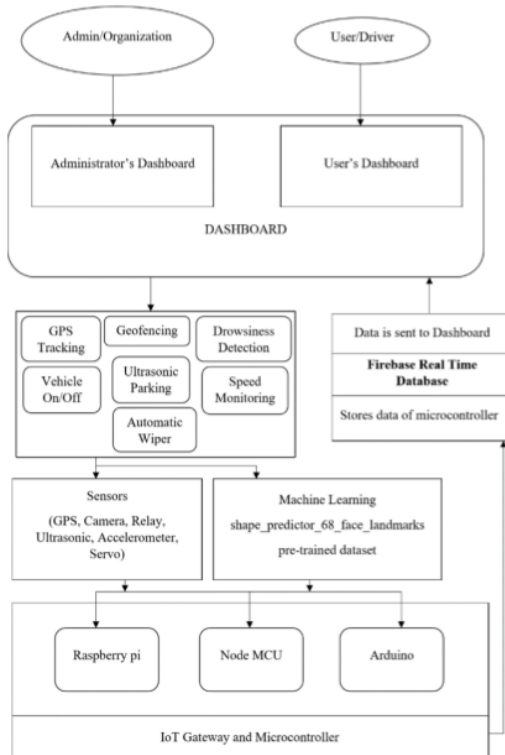 Admin/Organization
User/Driver
Administrator's Dashboard
User's Dashboard
DASHBOARD
GPS
Tracking
Geofencing
Drowsiness
Detection
Vehicle
On/Off
Ultrasonic
Parking
Speed
Monitoring
Automatic
Wiper
Data is sent to Dashboard
Firebase Real Time
Database
Stores data of microcontroller
Sensors
(GPS, Camera, Relay,
Ultrasonic, Accelerometer,
Servo)
Machine Learning
shape_predictor_68_face_landmarks
pre-trained dataset
Raspberry pi
Node MCU
Arduino
IoT Gateway and Microcontroller